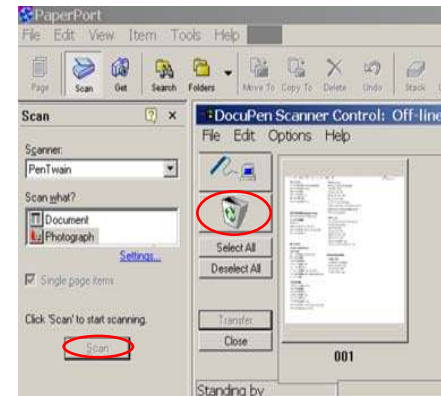 PaperPort
File Edit View Item Tools Help
Page Scan Get Search Folders Move To Copy To Delete Undo Stack
Scan
Scanner:
PenTwain
Scan what?
Document
Photograph
Settings...
Single page items
Click 'Scan' to start scanning.
Scan
DocuPen Scanner Control: Off-line
File Edit Options Help
Select All
Deselect All
Transfer
Close
001
Standing by